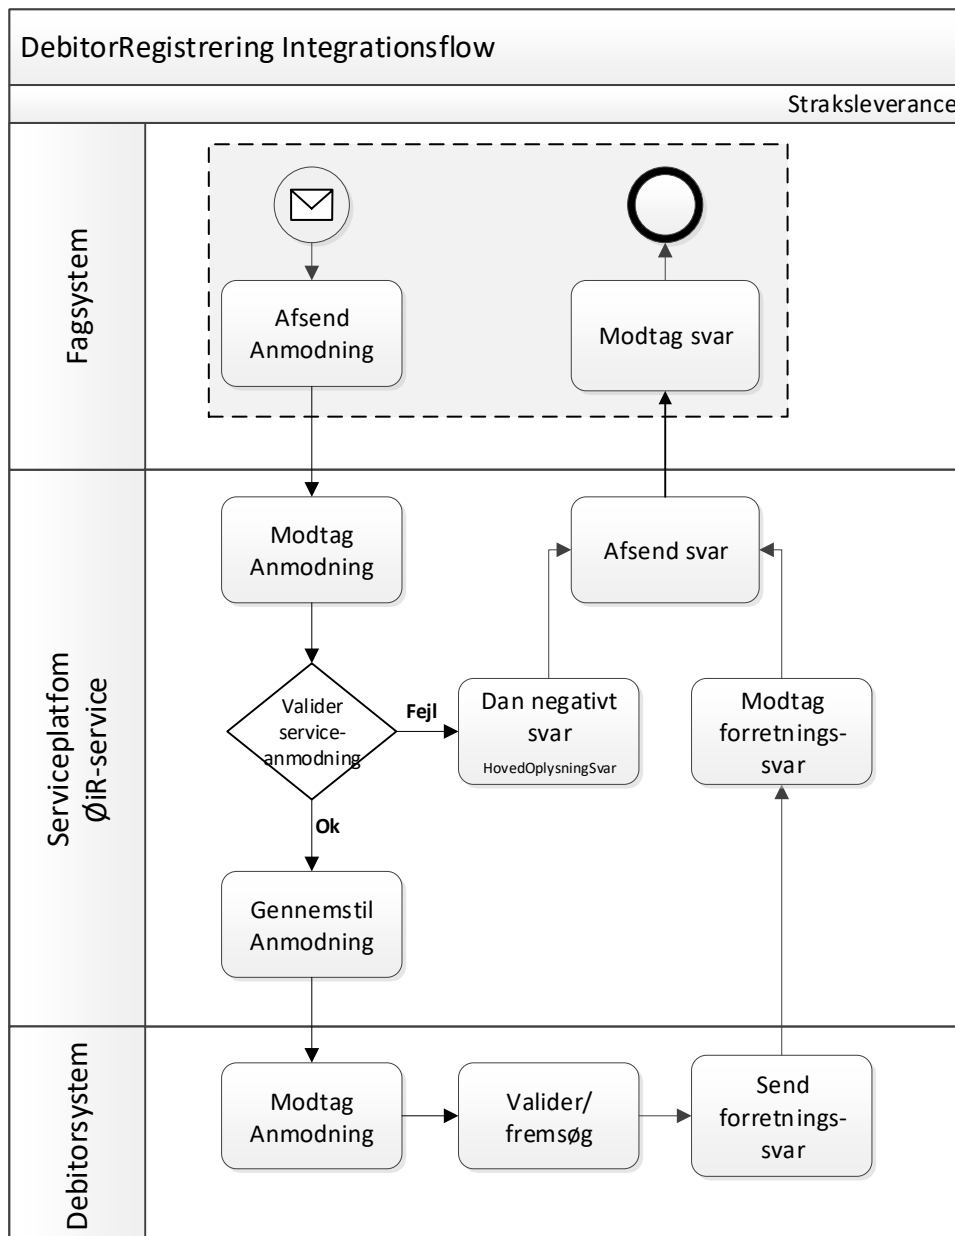 DebitorRegistrering Integrationsflow
Straksleverance
Fagsystem
Afsend
Anmodning
Modtag svar
Serviceplatfom
ØiR-service
Modtag
Anmodning
Afsend svar
Valider
service-
anmodning
Fejl
Dan negativt
svar
HovedOplysningSvar
Modtag
forretnings-
svar
Ok
Gennemstil
Anmodning
Debitorsystem
Modtag
Anmodning
Valider/
fremsøg
Send
forretnings-
svar